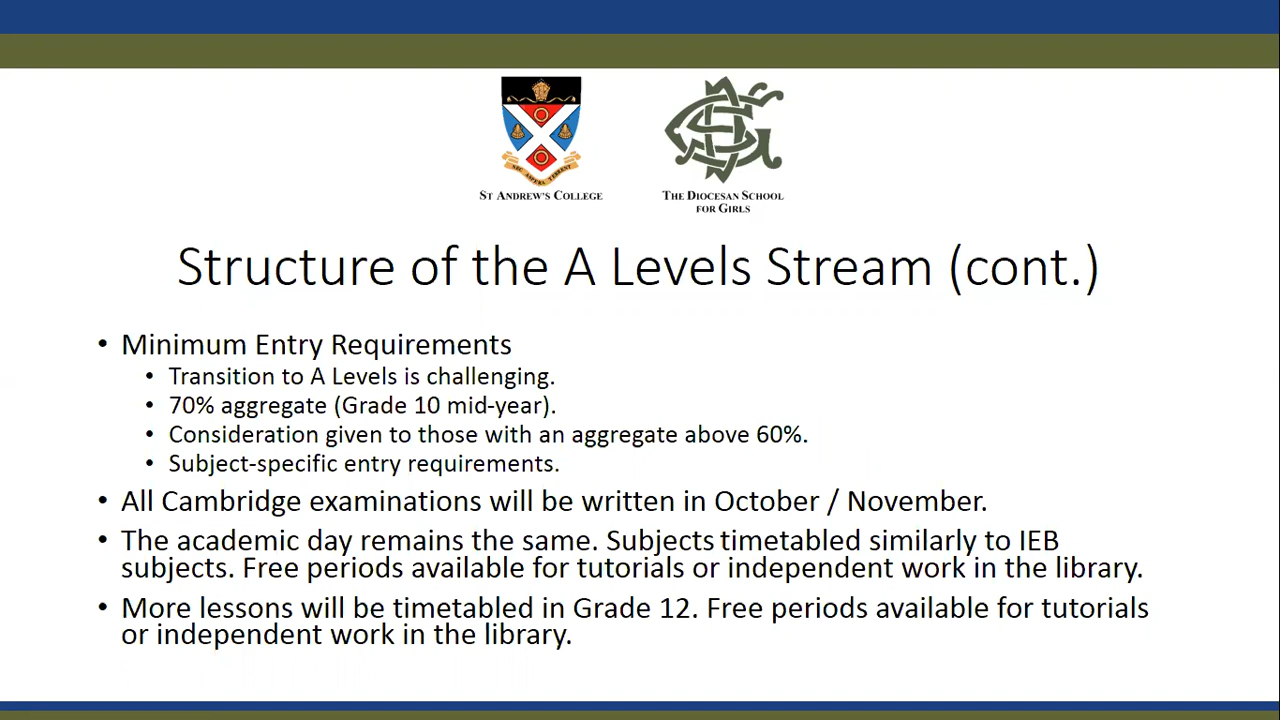 NEC ASPERA TERRENT
ST ANDREW'S COLLEGE
THE DIOCESAN SCHOOL
FOR GIRLS
Structure of the A Levels Stream (cont.)
• Minimum Entry Requirements
• Transition to A Levels is challenging.
• 70% aggregate (Grade 10 mid-year).
• Consideration given to those with an aggregate above 60%.
• Subject-specific entry requirements.
• All Cambridge examinations will be written in October / November.
• The academic day remains the same. Subjects timetabled similarly to IEB
subjects. Free periods available for tutorials or independent work in the library.
• More lessons will be timetabled in Grade 12. Free periods available for tutorials
or independent work in the library.